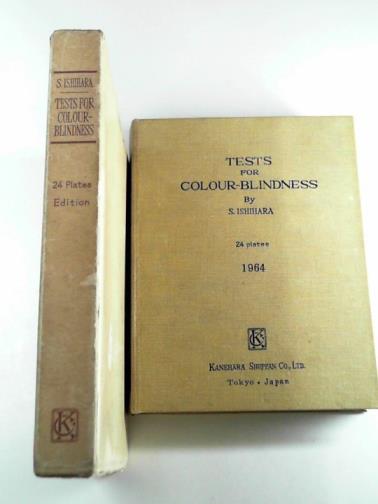 S. ISHIHARA
TESTS FOR
COLOUR-
BLINDNESS
24 Plates
Edition
TESTS
FOR
COLOUR-BLINDNESS
By
S. ISHIHARA
24 plates
1964
KANEHARA SHUPPAN CO., LTD.
Tokyo • Japan